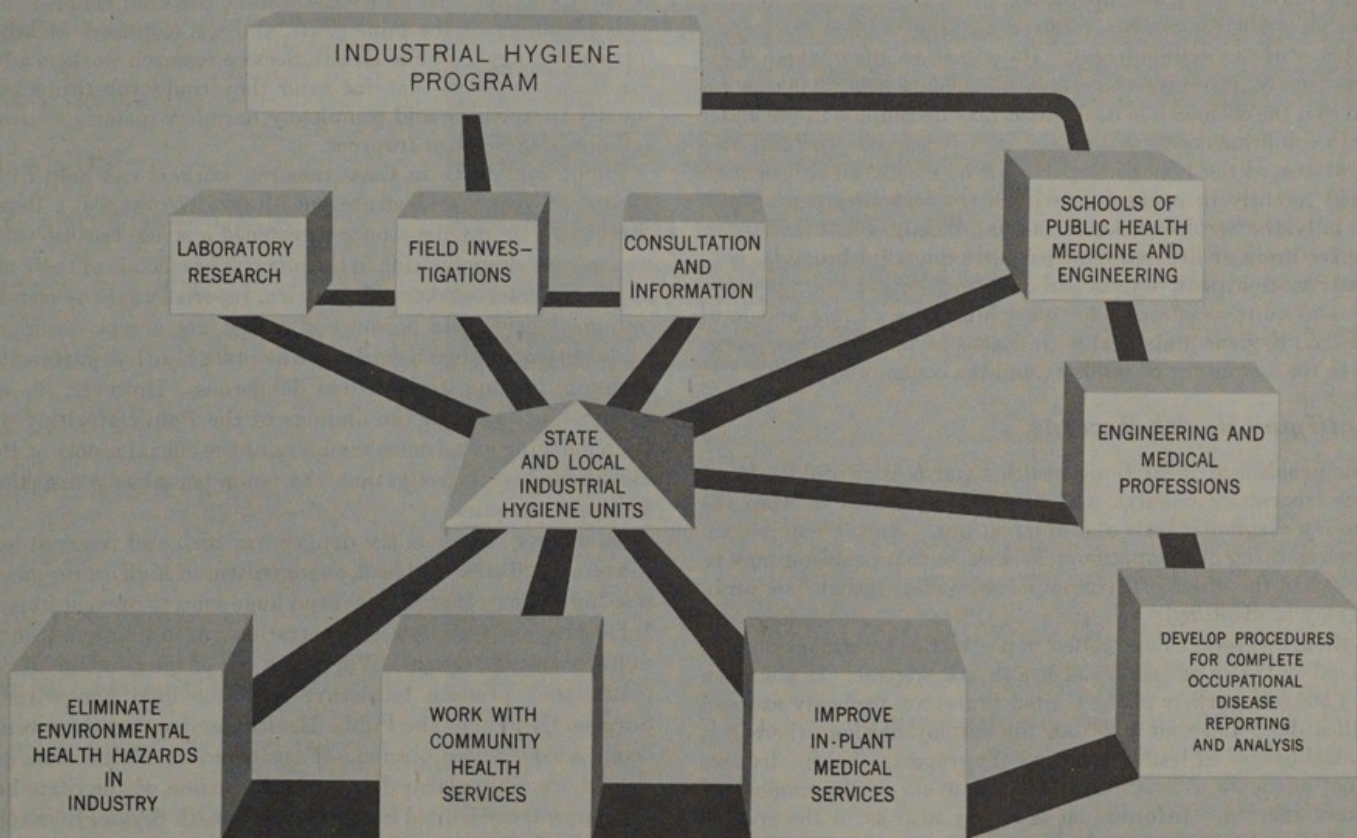 INDUSTRIAL HYGIENE
PROGRAM
LABORATORY
RESEARCH
FIELD INVES–
TIGATIONS
CONSULTATION
AND
INFORMATION
SCHOOLS OF
PUBLIC HEALTH
MEDICINE AND
ENGINEERING
STATE
AND LOCAL
INDUSTRIAL
HYGIENE UNITS
ENGINEERING AND
MEDICAL
PROFESSIONS
ELIMINATE
ENVIRONMENTAL
HEALTH HAZARDS
IN
INDUSTRY
WORK WITH
COMMUNITY
HEALTH
SERVICES
IMPROVE
IN-PLANT
MEDICAL
SERVICES
DEVELOP PROCEDURES
FOR COMPLETE
OCCUPATIONAL
DISEASE
REPORTING
AND ANALYSIS